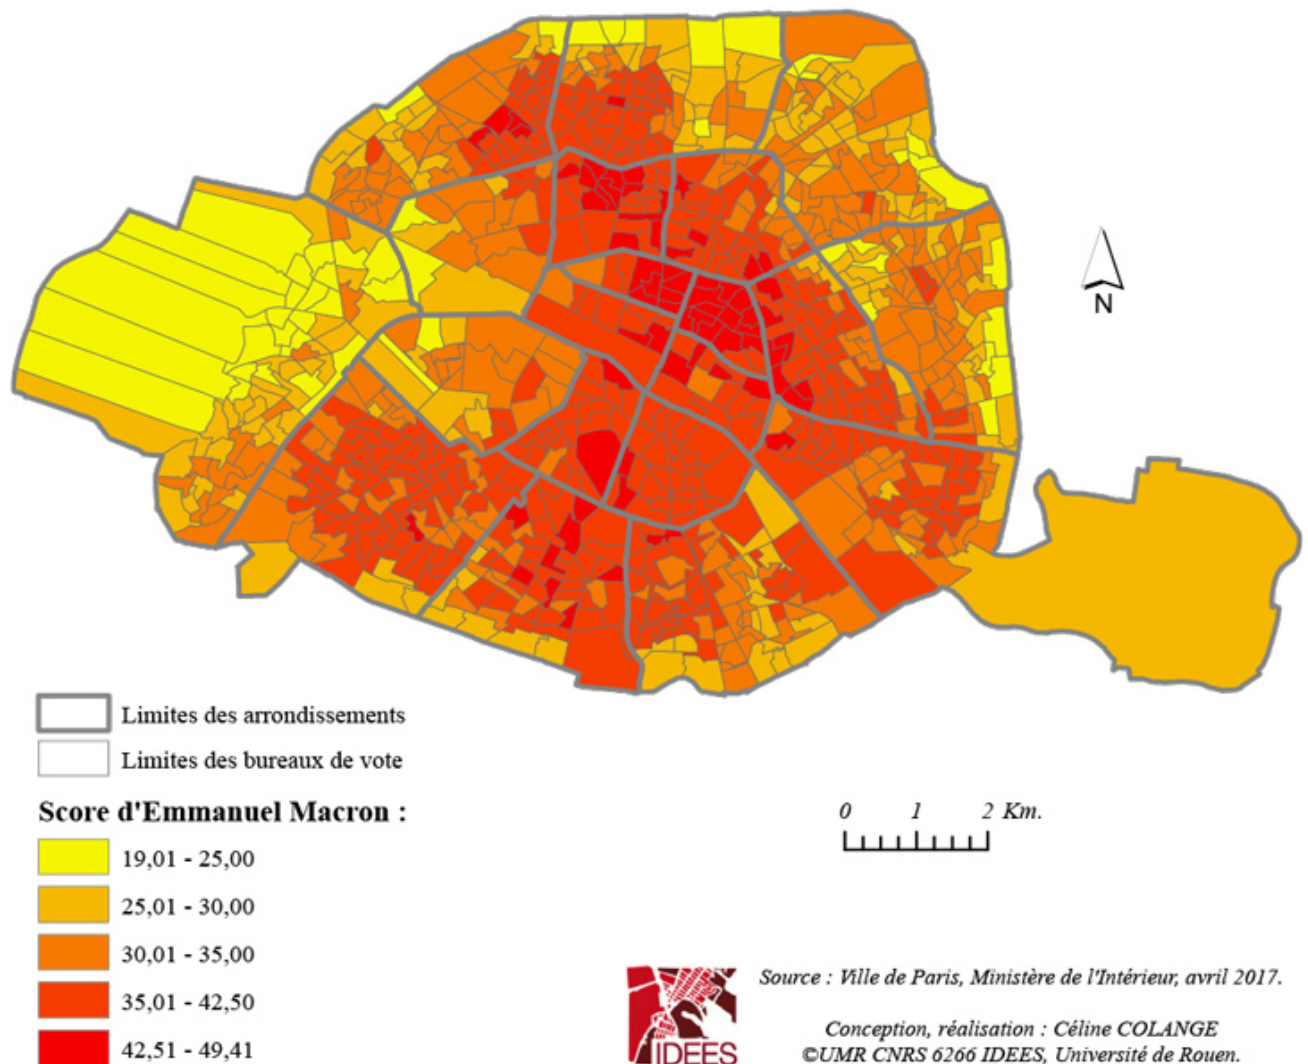 N
Limites des arrondissements
Limites des bureaux de vote
Score d'Emmanuel Macron :
19,01 - 25,00
25,01 - 30,00
30,01 - 35,00
35,01 - 42,50
42,51 - 49,41
0 1 2 Km.
IDEES
Source : Ville de Paris, Ministère de l'Intérieur, avril 2017.
Conception, réalisation : Céline COLANGE
©UMR CNRS 6266 IDEES, Université de Rouen.